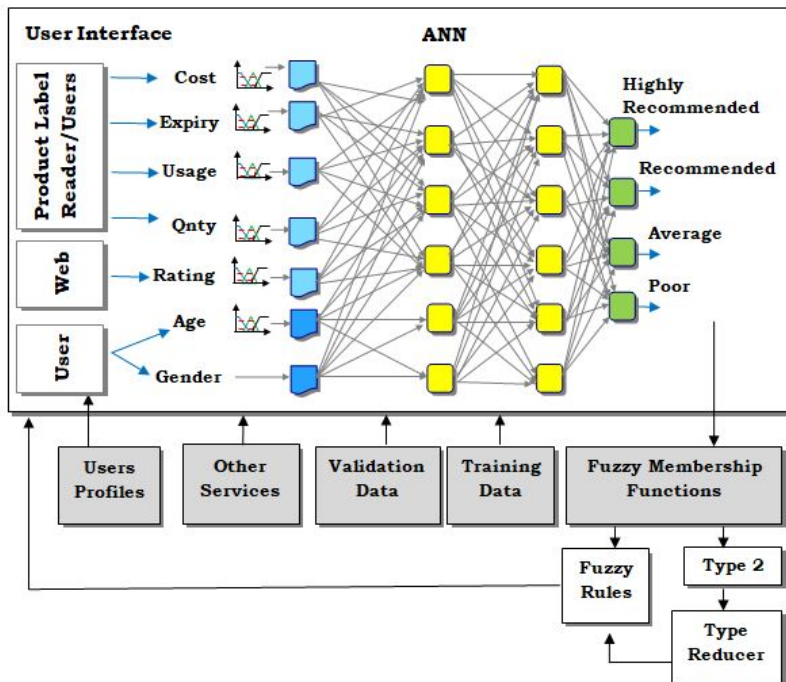 User Interface
ANN
Product Label
Reader/Users
Web
User
Cost
Expiry
Usage
Qnty
Rating
Age
Gender
Highly
Recommended
Recommended
Average
Poor
Users
Profiles
Other
Services
Validation
Data
Training
Data
Fuzzy Membership
Functions
Fuzzy
Rules
Type 2
Type
Reducer